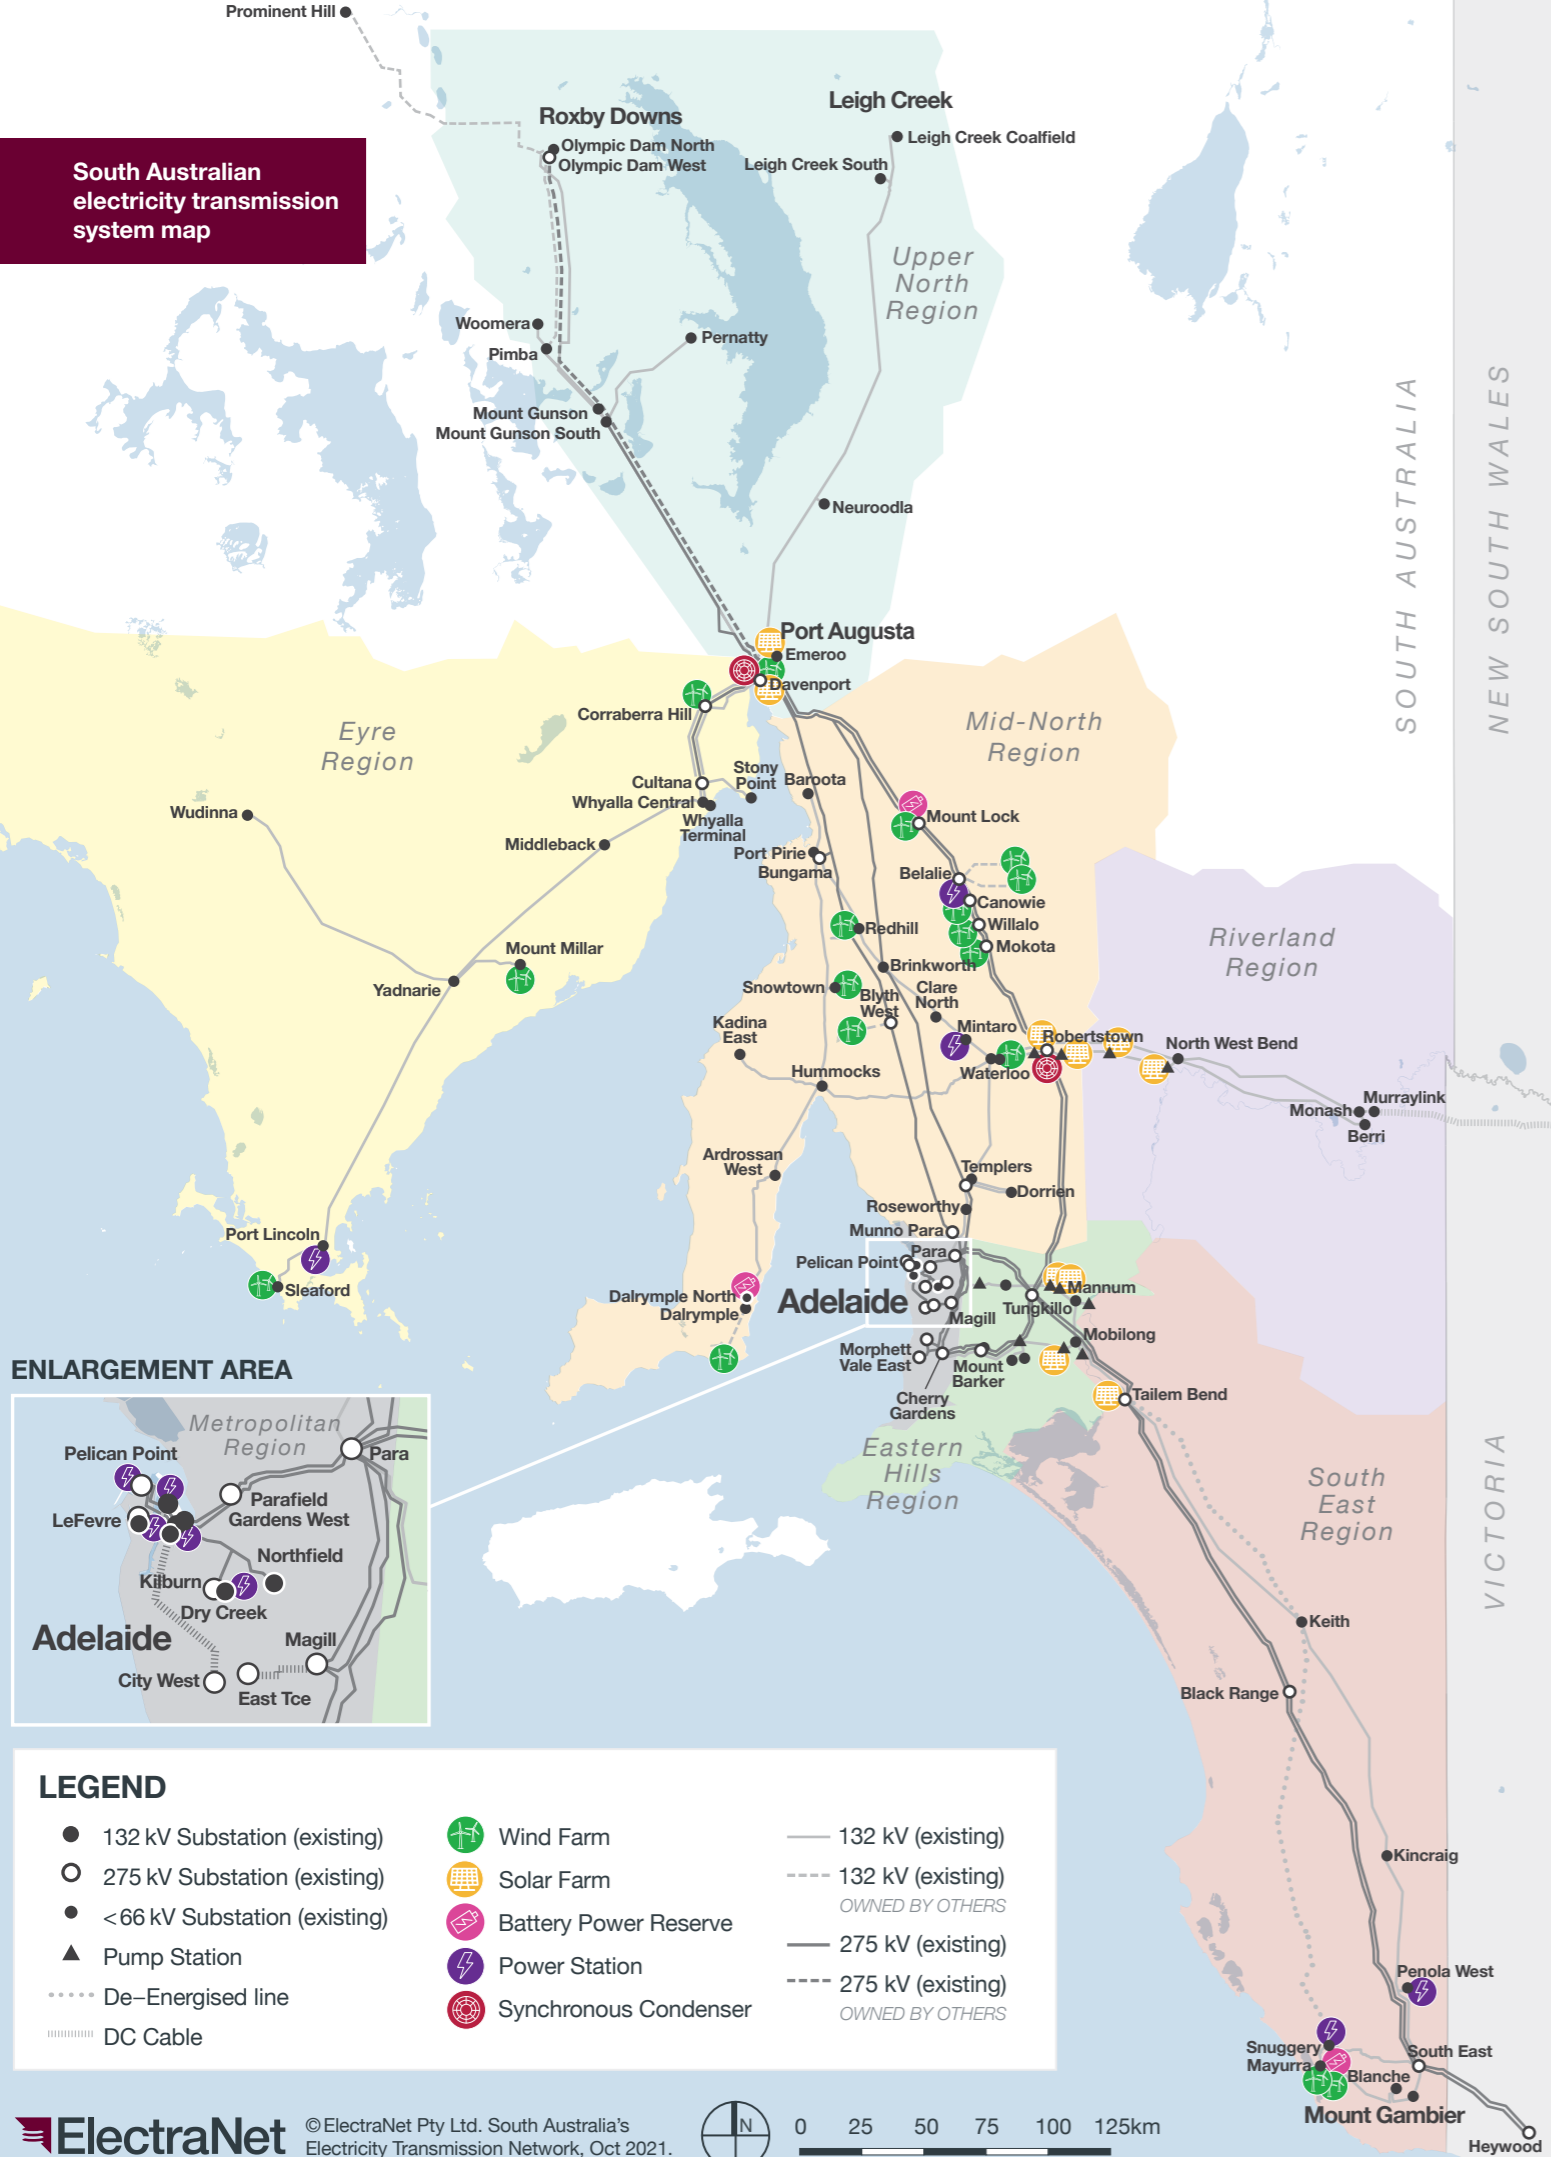 Prominent Hill
South Australian
electricity transmission
system map
Roxby Downs
Olympic Dam North
Olympic Dam West
Leigh Creek
Leigh Creek Coalfield
Leigh Creek South
Upper
North
Region
Woomera
Pimba
Pernatty
Mount Gunson
Mount Gunson South
Neuroodla
SOUTH AUSTRALIA
NEW SOUTH WALES
Port Augusta
Emeroo
Davenport
Corraberra Hill
Eyre
Region
Mid-North
Region
Cultana
Stony
Point
Baroota
Whyalla Central
Whyalla
Terminal
Wudinna
Middleback
Mount Lock
Port Pirie
Bungama
Belalie
Canowie
Willalo
Mokota
Redhill
Riverland
Region
Mount Millar
Yadnarie
Brinkworth
Snowtown
Blyth
West
Clare
North
Kadina
East
Mintaro
Robertstown
North West Bend
Waterloo
Hummocks
Monash
Murraylink
Berri
Ardrossan
West
Templers
Dorrien
Roseworthy
Munno Para
Port Lincoln
Sleaford
Pelican Point
Para
Dalrymple North
Dalrymple
Adelaide
Magill
Tungkillo
Mannum
Mobilong
Morphett
Vale East
Mount
Barker
Cherry
Gardens
Tailem Bend
Eastern
Hills
Region
South
East
Region
VICTORIA
ENLARGEMENT AREA
Metropolitan
Region
Pelican Point
Para
Parafield
Gardens West
LeFevre
Northfield
Kilburn
Dry Creek
Adelaide
Magill
City West
East Tce
Keith
Black Range
Kincraig
Penola West
Snuggery
Mayurra
South East
Blanche
Mount Gambier
Heywood
LEGEND
132 kV Substation (existing)
275 kV Substation (existing)
<66 kV Substation (existing)
Pump Station
De–Energised line
DC Cable
Wind Farm
Solar Farm
Battery Power Reserve
Power Station
Synchronous Condenser
132 kV (existing)
132 kV (existing)
OWNED BY OTHERS
275 kV (existing)
275 kV (existing)
OWNED BY OTHERS
ElectraNet
© ElectraNet Pty Ltd. South Australia's
Electricity Transmission Network, Oct 2021.
N
0 25 50 75 100 125km